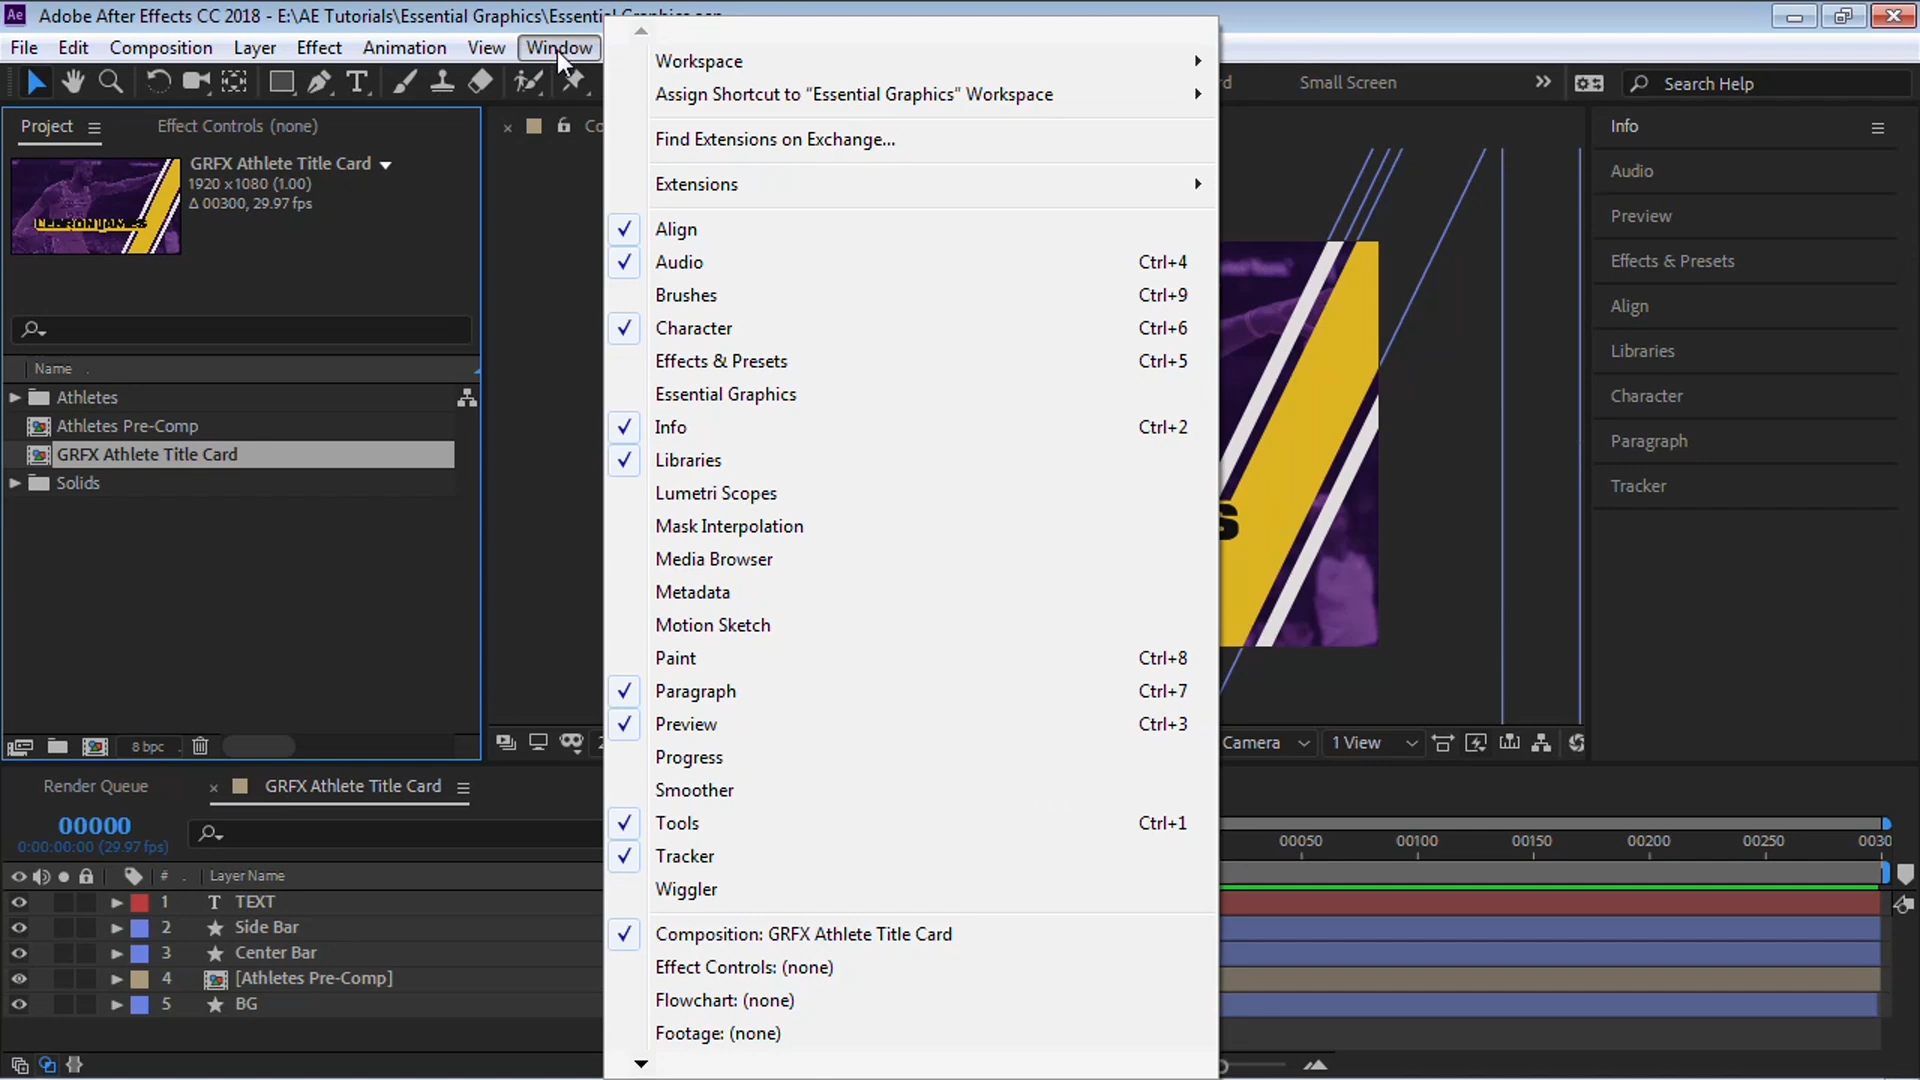 Adobe After Effects CC 2018 - E:\AE Tutorials\Essential Graphics\Essential Graphics.aep
File Edit Composition Layer Effect Animation View Window
Small Screen
Search Help
Project
Effect Controls (none)
GRFX Athlete Title Card
1920 x 1080 (1.00)
Δ 00300, 29.97 fps
LEBRON JAMES
Name
Athletes
Athletes Pre-Comp
GRFX Athlete Title Card
Solids
8 bpc
Workspace
Assign Shortcut to “Essential Graphics” Workspace
Find Extensions on Exchange...
Extensions
Align
Audio Ctrl+4
Brushes Ctrl+9
Character Ctrl+6
Effects & Presets Ctrl+5
Essential Graphics
Info Ctrl+2
Libraries
Lumetri Scopes
Mask Interpolation
Media Browser
Metadata
Motion Sketch
Paint Ctrl+8
Paragraph Ctrl+7
Preview Ctrl+3
Progress
Smoother
Tools Ctrl+1
Tracker
Wiggler
Composition: GRFX Athlete Title Card
Effect Controls: (none)
Flowchart: (none)
Footage: (none)
S
Camera 1 View
Info
Audio
Preview
Effects & Presets
Align
Libraries
Character
Paragraph
Tracker
Render Queue
GRFX Athlete Title Card
00000
0:00:00:00 (29.97 fps)
# Layer Name
1 TEXT
2 Side Bar
3 Center Bar
4 [Athletes Pre-Comp]
5 BG
00050 00100 00150 00200 00250 0030